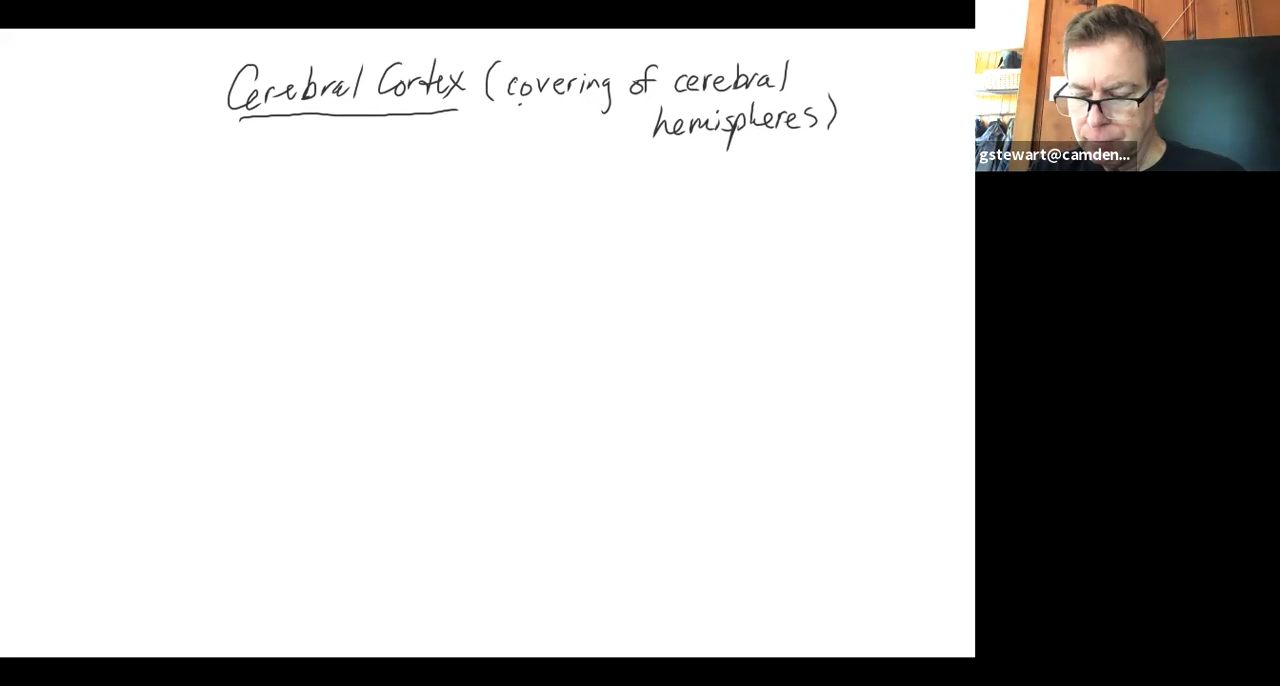 Cerebral Cortex (covering of cerebral
hemispheres)
gstewart@camden...